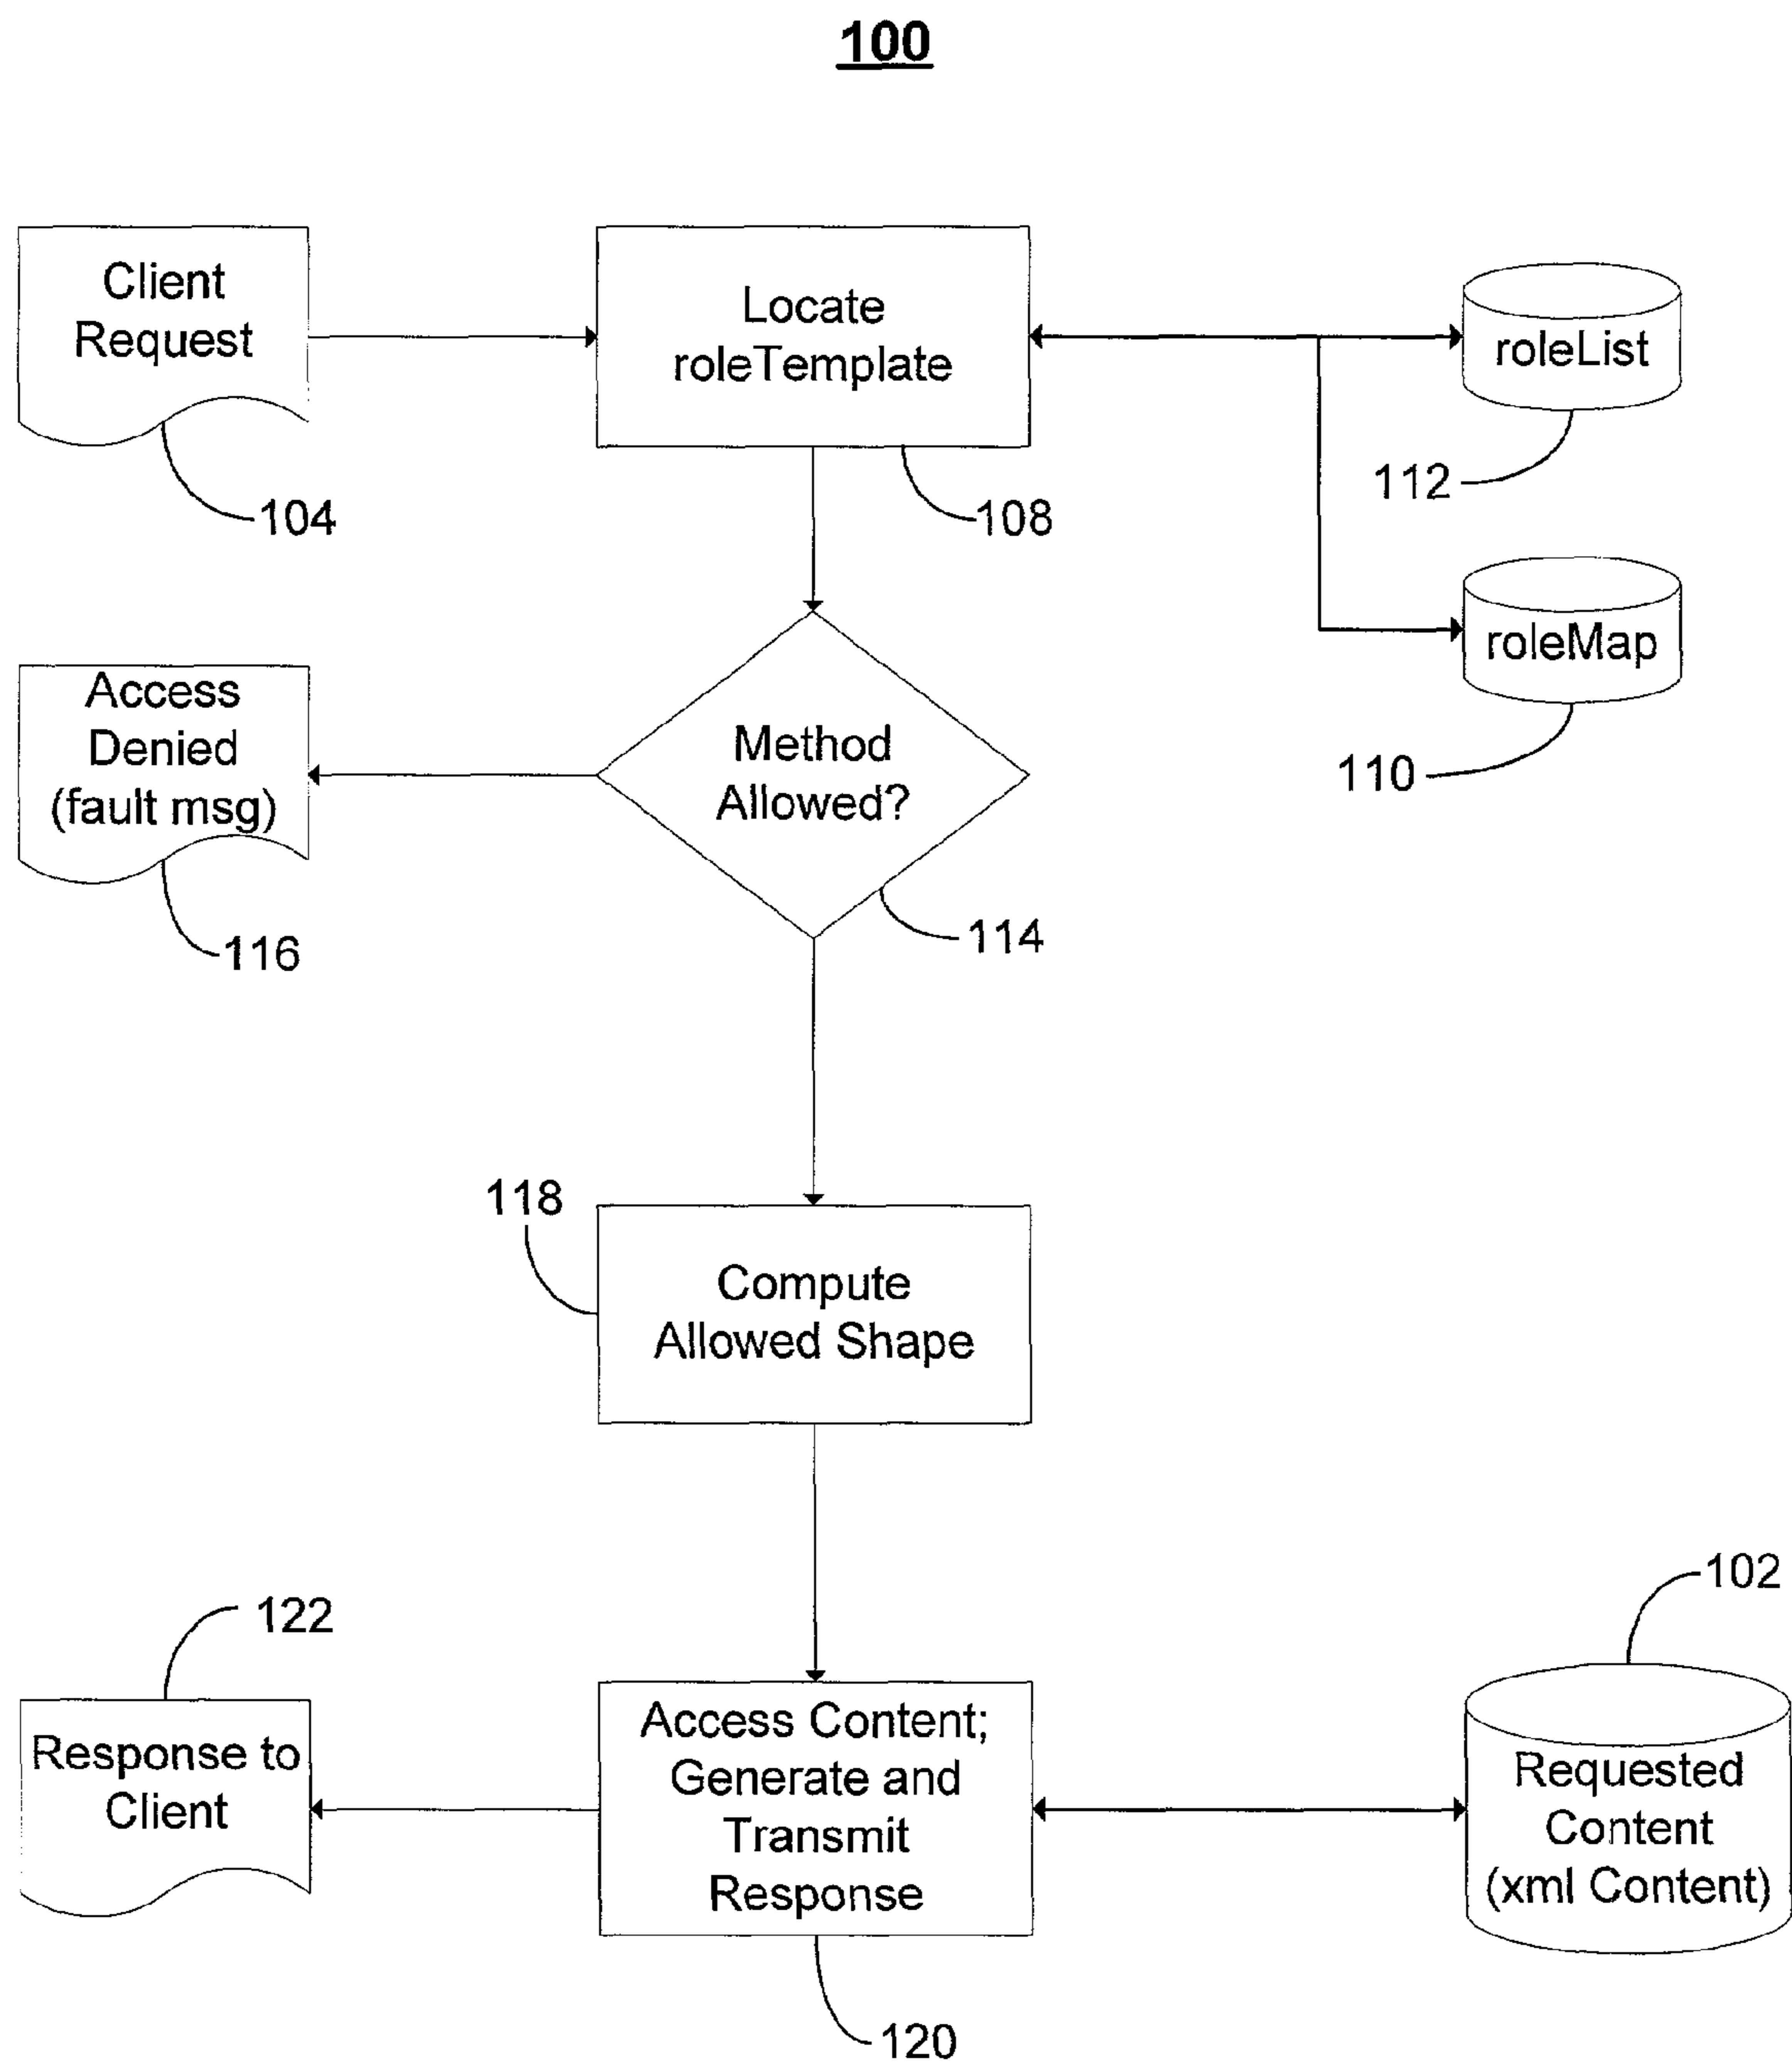 100
Client
Request
104
Locate
roleTemplate
108
roleList
112
roleMap
110
Access
Denied
(fault msg)
116
Method
Allowed?
114
118
Compute
Allowed Shape
122
Response to
Client
Access Content;
Generate and
Transmit
Response
120
102
Requested
Content
(xml Content)